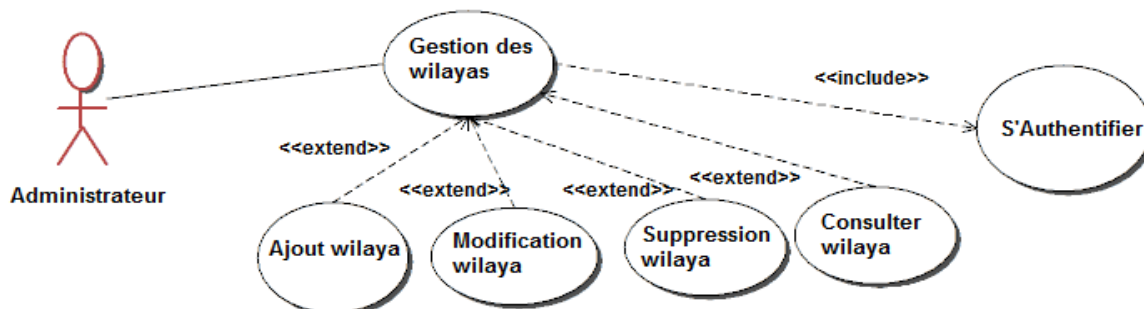 Gestion des
wilayas
<<include>>
S'Authentifier
<<extend>>
Administrateur
<<extend>>
<<extend>>
<<extend>>
Ajout wilaya
Modification
wilaya
Suppression
wilaya
Consulter
wilaya